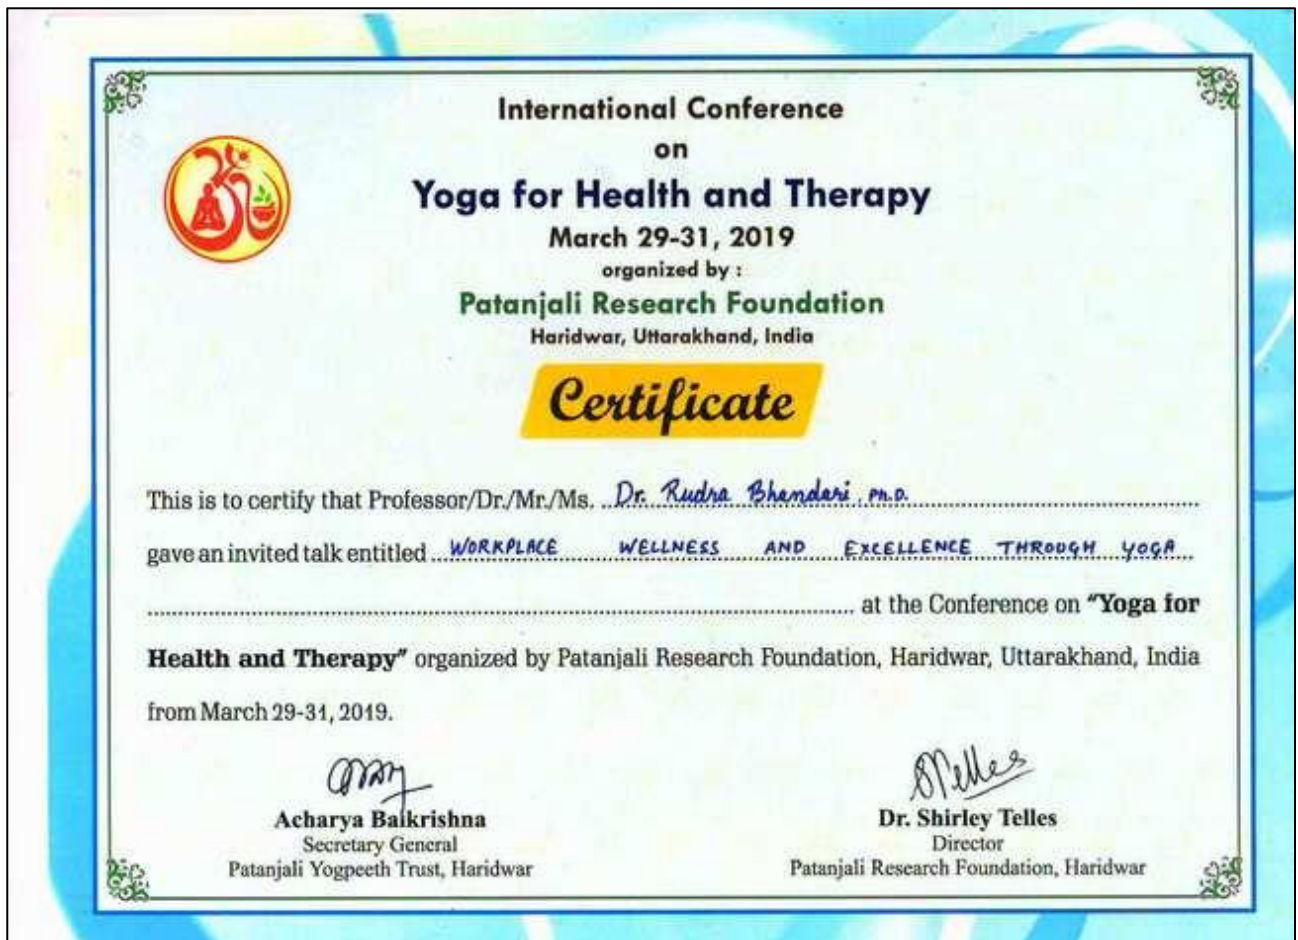 International Conference
on
Yoga for Health and Therapy
March 29-31, 2019
organized by :
Patanjali Research Foundation
Haridwar, Uttarakhand, India
Certificate
This is to certify that Professor/Dr./Mr./Ms. Dr. Rudra Bhandari, Ph.D.
gave an invited talk entitled WORKPLACE WELLNESS AND EXCELLENCE THROUGH YOGA
at the Conference on "Yoga for
Health and Therapy" organized by Patanjali Research Foundation, Haridwar, Uttarakhand, India
from March 29-31, 2019.
STelles
Acharya Balkrishna
Secretary General
Patanjali Yogpeeth Trust, Haridwar
Dr. Shirley Telles
Director
Patanjali Research Foundation, Haridwar